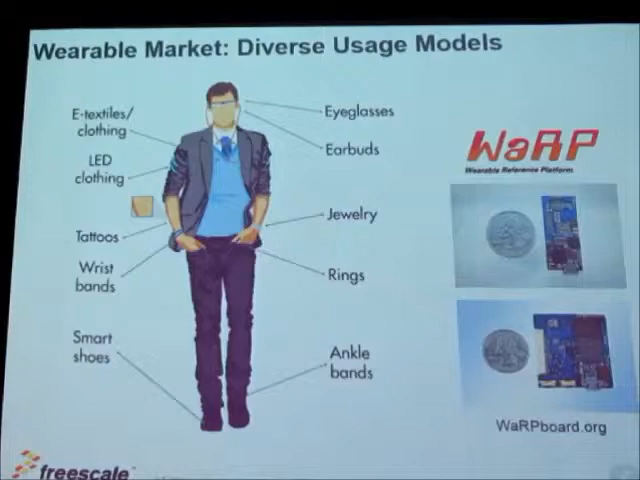 Wearable Market: Diverse Usage Models
E-textiles/
clothing
LED
clothing
Tattoos
Wrist
bands
Smart
shoes
Eyeglasses
Earbuds
Jewelry
Rings
Ankle
bands
WaRP
Wearable Reference Platform
WaRPboard.org
freescale